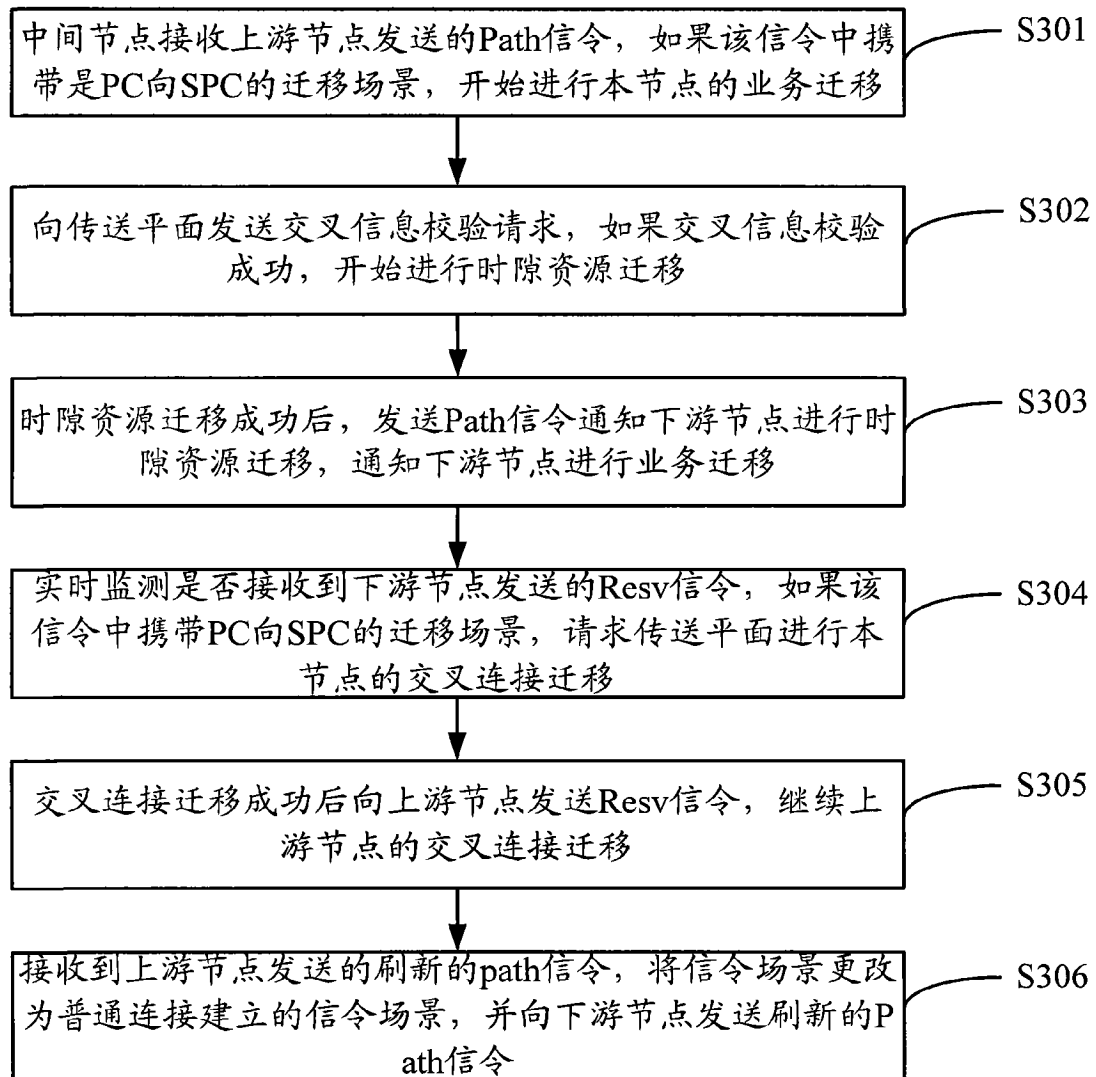 中间节点接收上游节点发送的Path信令，如果该信令中携
带是PC向SPC的迁移场景，开始进行本节点的业务迁移
S301
向传送平面发送交叉信息校验请求，如果交叉信息校验
成功，开始进行时隙资源迁移
S302
时隙资源迁移成功后，发送Path信令通知下游节点进行时
隙资源迁移，通知下游节点进行业务迁移
S303
实时监测是否接收到下游节点发送的Resv信令，如果该
信令中携带PC向SPC的迁移场景，请求传送平面进行本
节点的交叉连接迁移
S304
交叉连接迁移成功后向上游节点发送Resv信令，继续上
游节点的交叉连接迁移
S305
接收到上游节点发送的刷新的path信令，将信令场景更改
为普通连接建立的信令场景，并向下游节点发送刷新的P
ath信令
S306